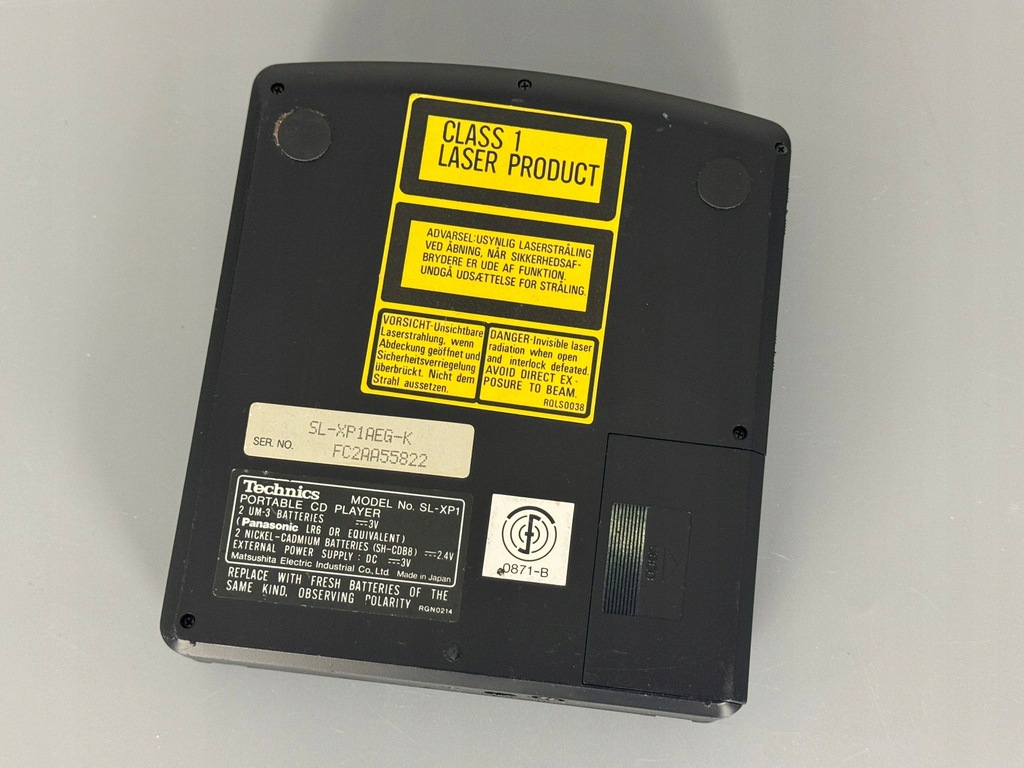 CLASS 1
LASER PRODUCT
ADVARSEL:USYNLIG LASERSTRÅLING
VED ÅBNING, NÅR SIKKERHEDSAF-
BRYDERE ER UDE AF FUNKTION.
UNDGÅ UDSÆTTELSE FOR STRÅLING.
VORSICHT-Unsichtbare
Laserstrahlung, wenn
Abdeckung geöffnet und
Sicherheitsverriegelung
überbrückt. Nicht dem
Strahl aussetzen.
DANGER-Invisible laser
radiation when open
and interlock defeated.
AVOID DIRECT EX-
POSURE TO BEAM.
RQLS0038
SL-XP1AEG-K
SER. NO. FC2AA55822
Technics MODEL No. SL-XP1
PORTABLE CD PLAYER
2 UM-3 BATTERIES ⎓3V
(Panasonic LR6 OR EQUIVALENT)
2 NICKEL-CADMIUM BATTERIES (SH-CDB8) ⎓2.4V
EXTERNAL POWER SUPPLY: DC ⎓3V
Matsushita Electric Industrial Co., Ltd. Made in Japan
REPLACE WITH FRESH BATTERIES OF THE
SAME KIND, OBSERVING POLARITY RGN0214
0871-B
OPEN